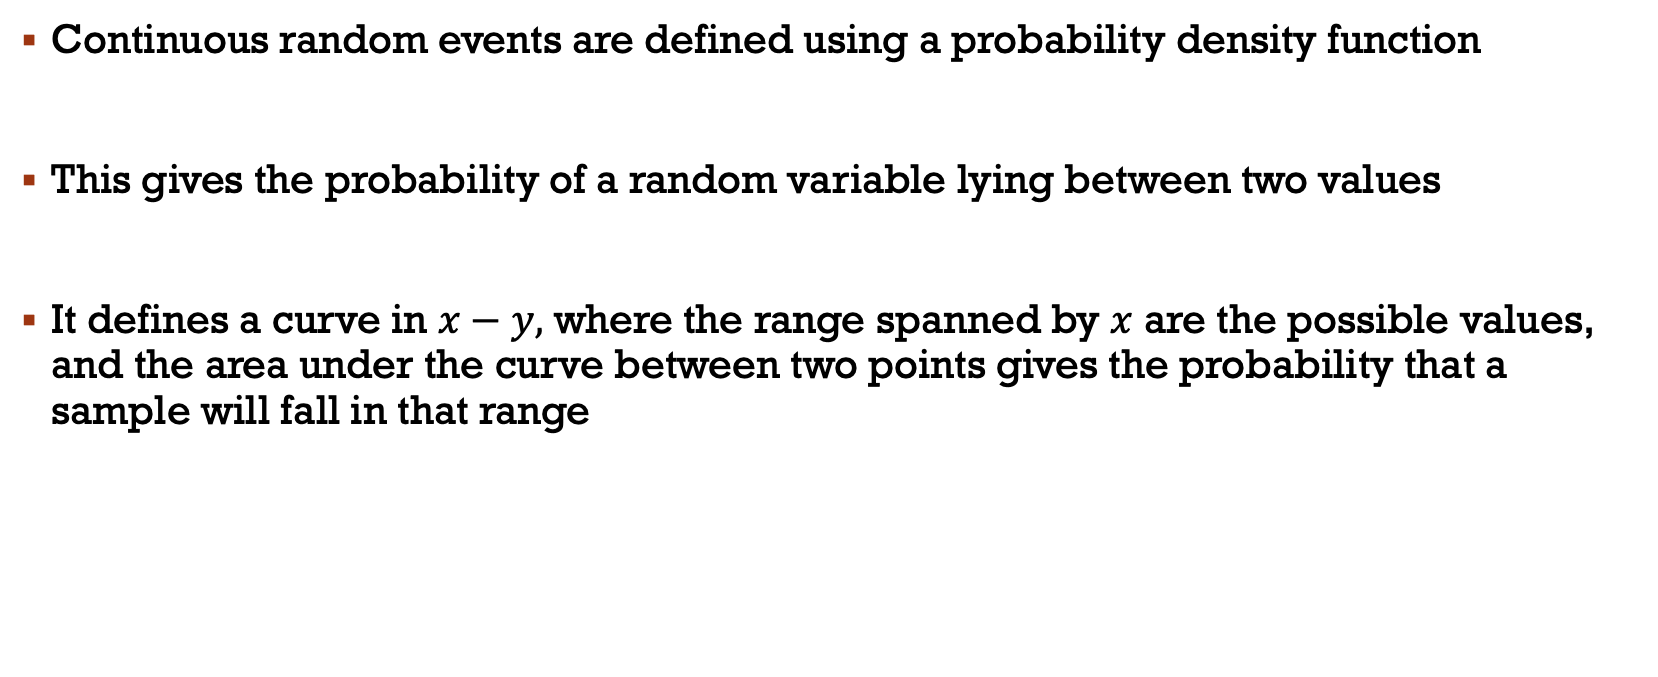 ▪ Continuous random events are defined using a probability density function
▪ This gives the probability of a random variable lying between two values
▪ It defines a curve in x − y, where the range spanned by x are the possible values,
and the area under the curve between two points gives the probability that a
sample will fall in that range